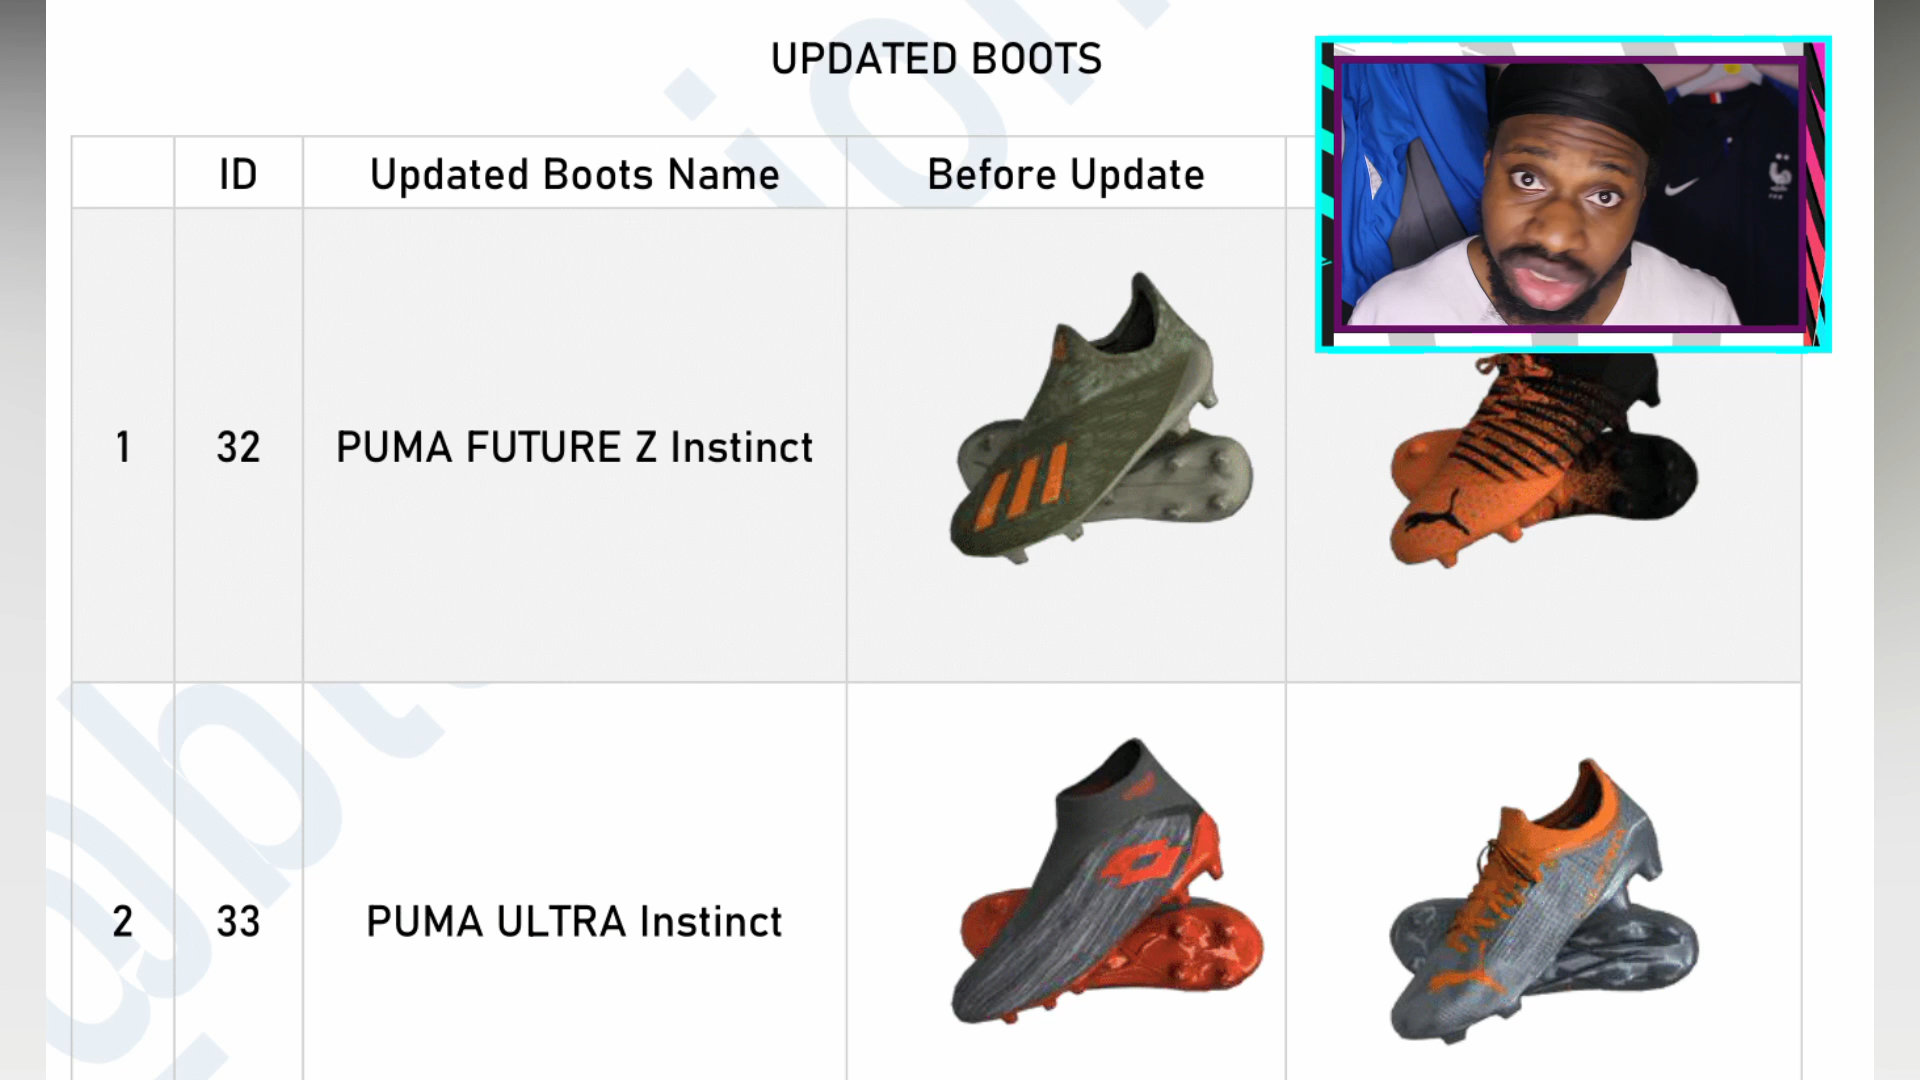 UPDATED BOOTS
ID Updated Boots Name Before Update
1 32 PUMA FUTURE Z Instinct
2 33 PUMA ULTRA Instinct